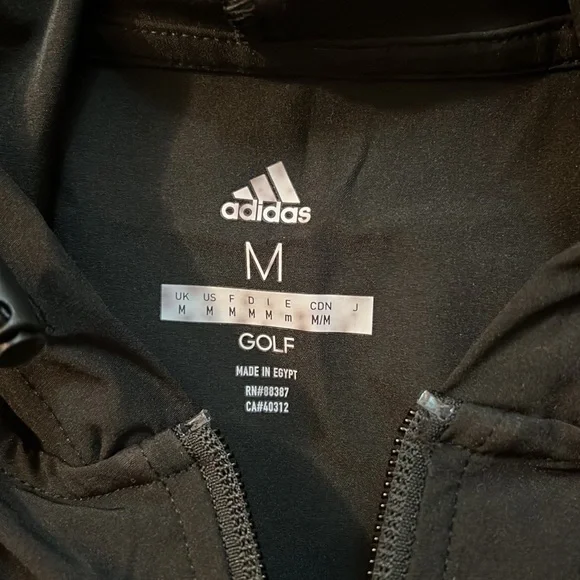 adidas
M
UK US F D I E CDN J
M M M M M m M/M
GOLF
MADE IN EGYPT
RN#88387
CA#40312